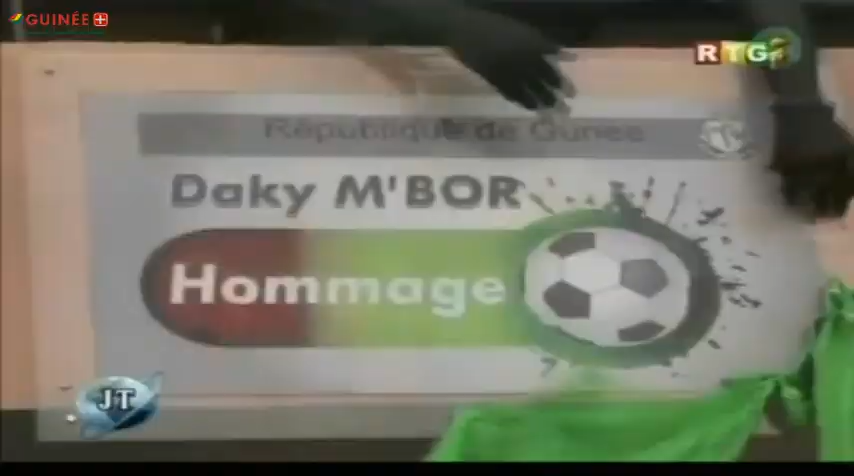 GUINÉE
RTG
République de Guinée
Daky M'BOR
Hommage
JT